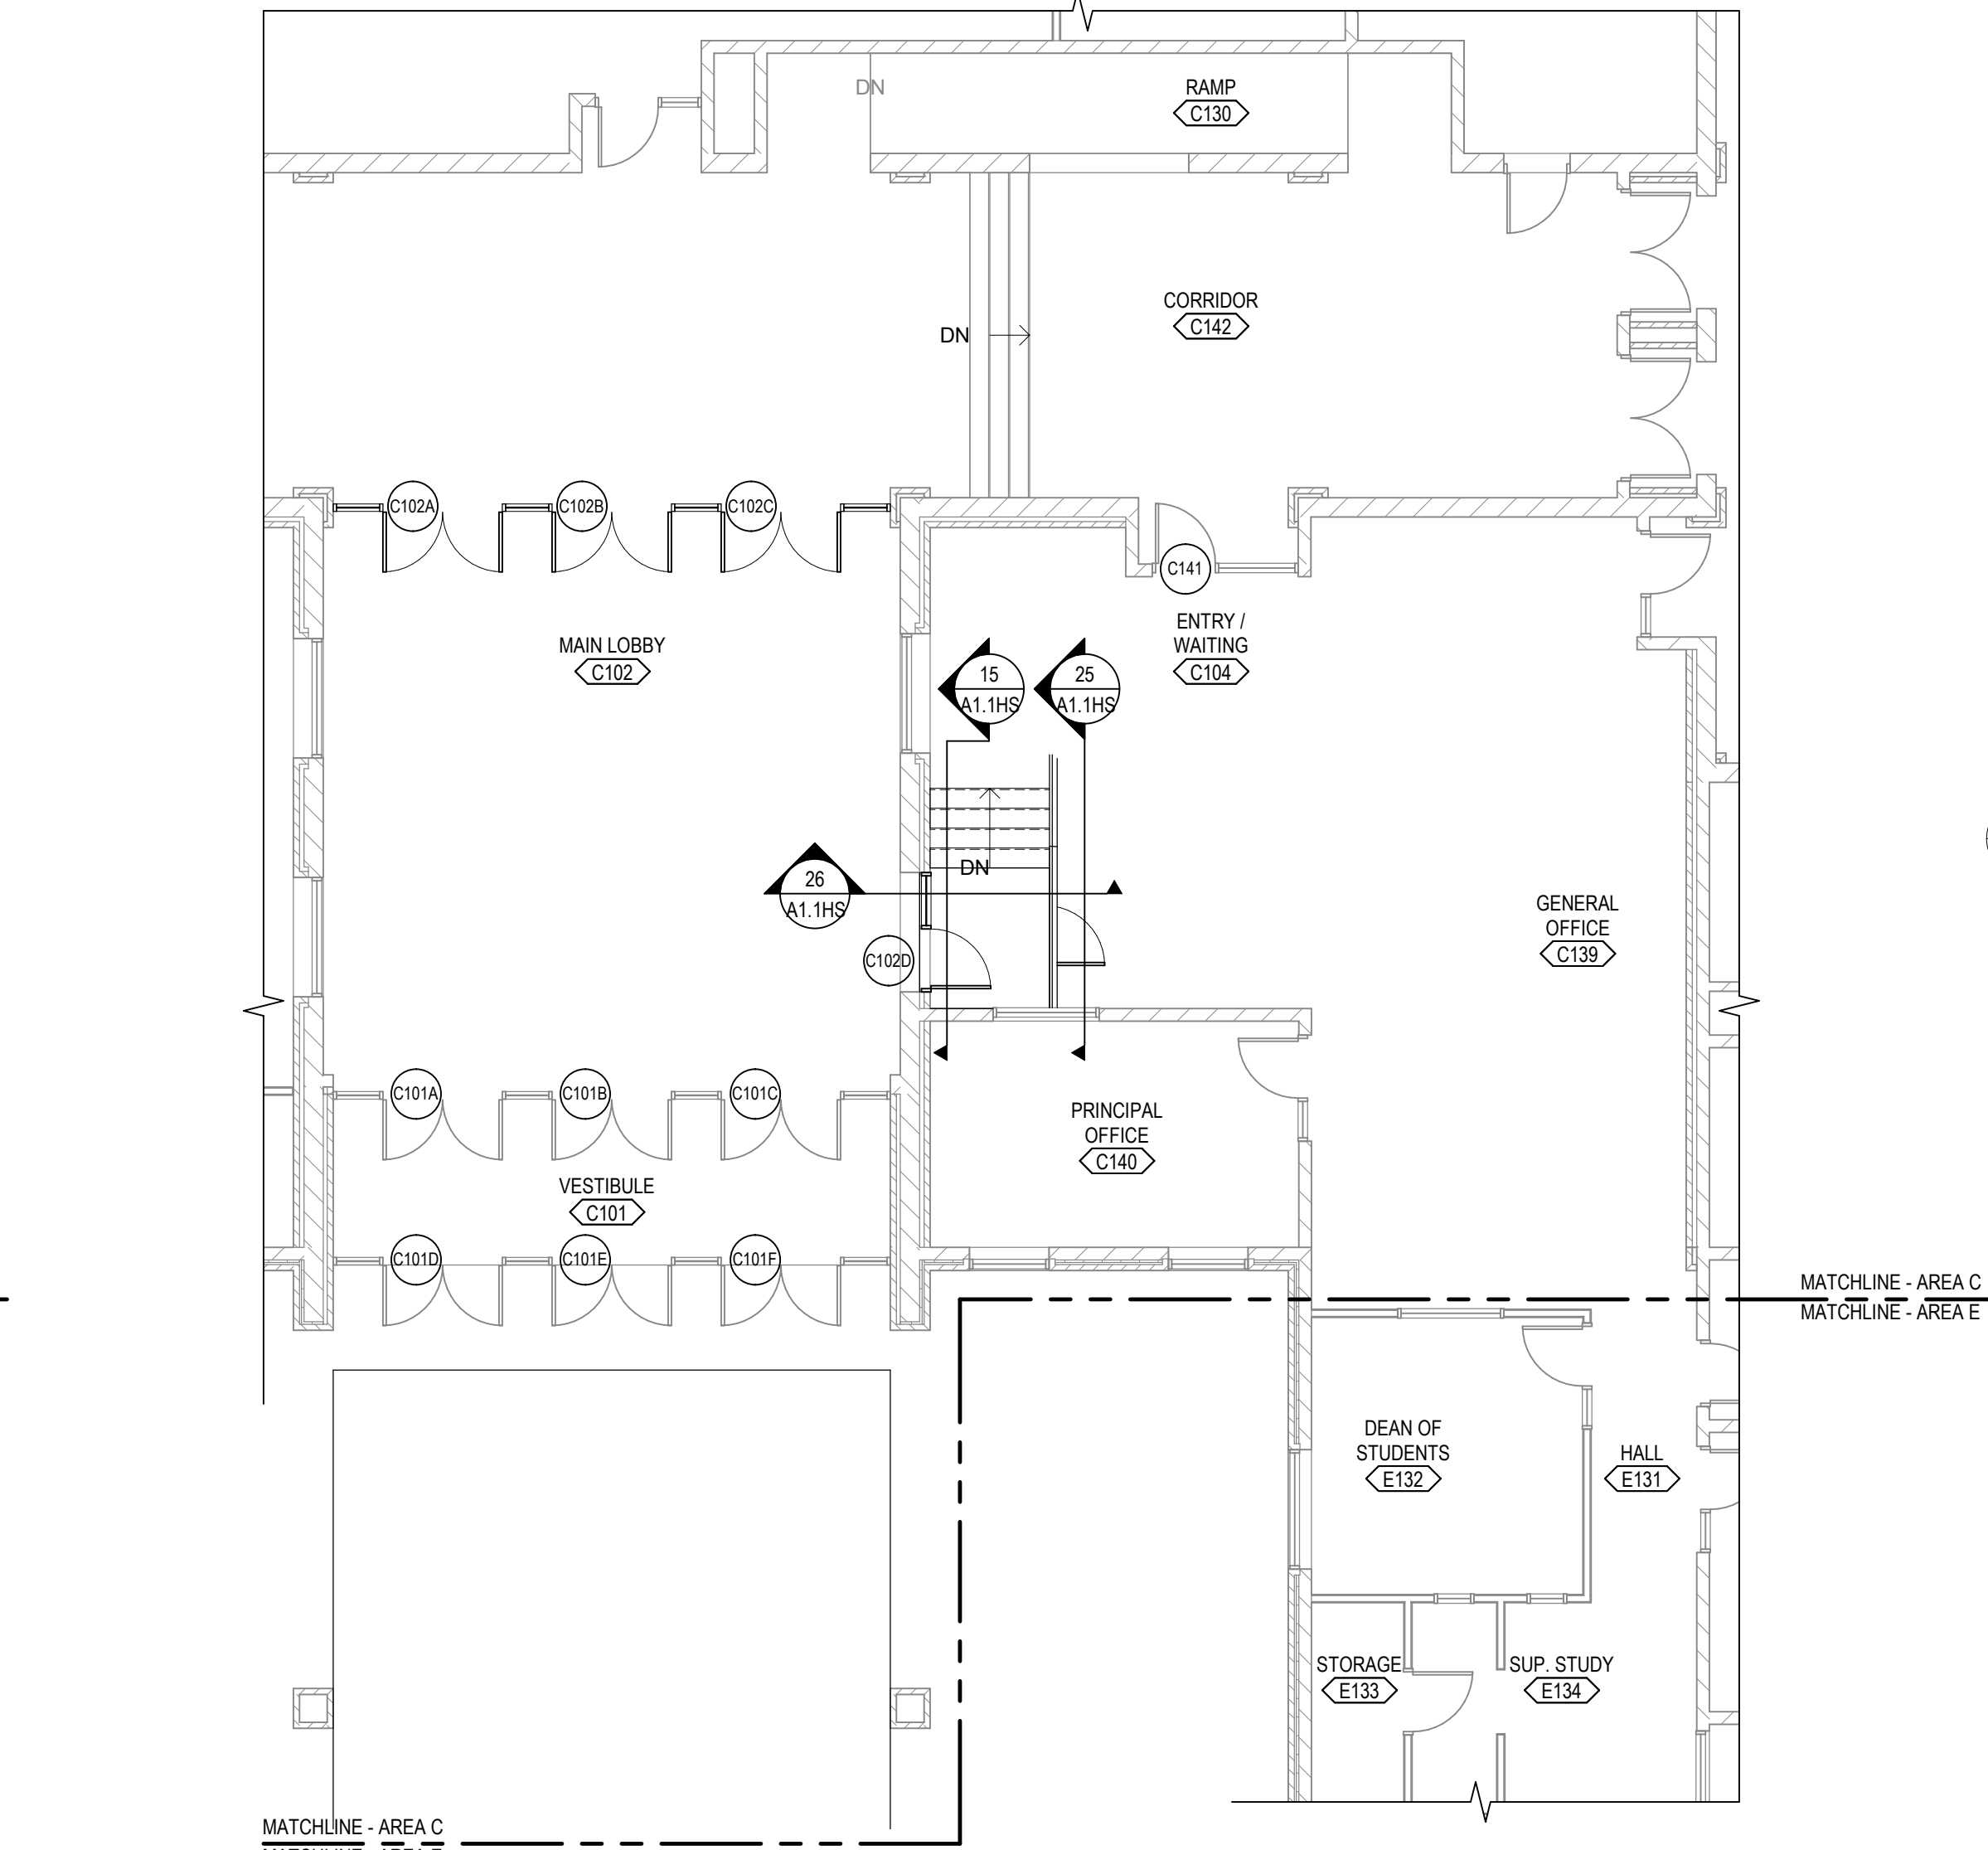 DN
RAMP
C130
CORRIDOR
C142
DN
C102A
C102B
C102C
C141
ENTRY /
WAITING
C104
MAIN LOBBY
C102
15
A1.1HS
25
A1.1HS
DN
26
A1.1HS
GENERAL
OFFICE
C139
C102D
C101A
C101B
C101C
PRINCIPAL
OFFICE
C140
VESTIBULE
C101
C101D
C101E
C101F
MATCHLINE - AREA C
MATCHLINE - AREA E
DEAN OF
STUDENTS
E132
HALL
E131
STORAGE
E133
SUP. STUDY
E134
MATCHLINE - AREA C